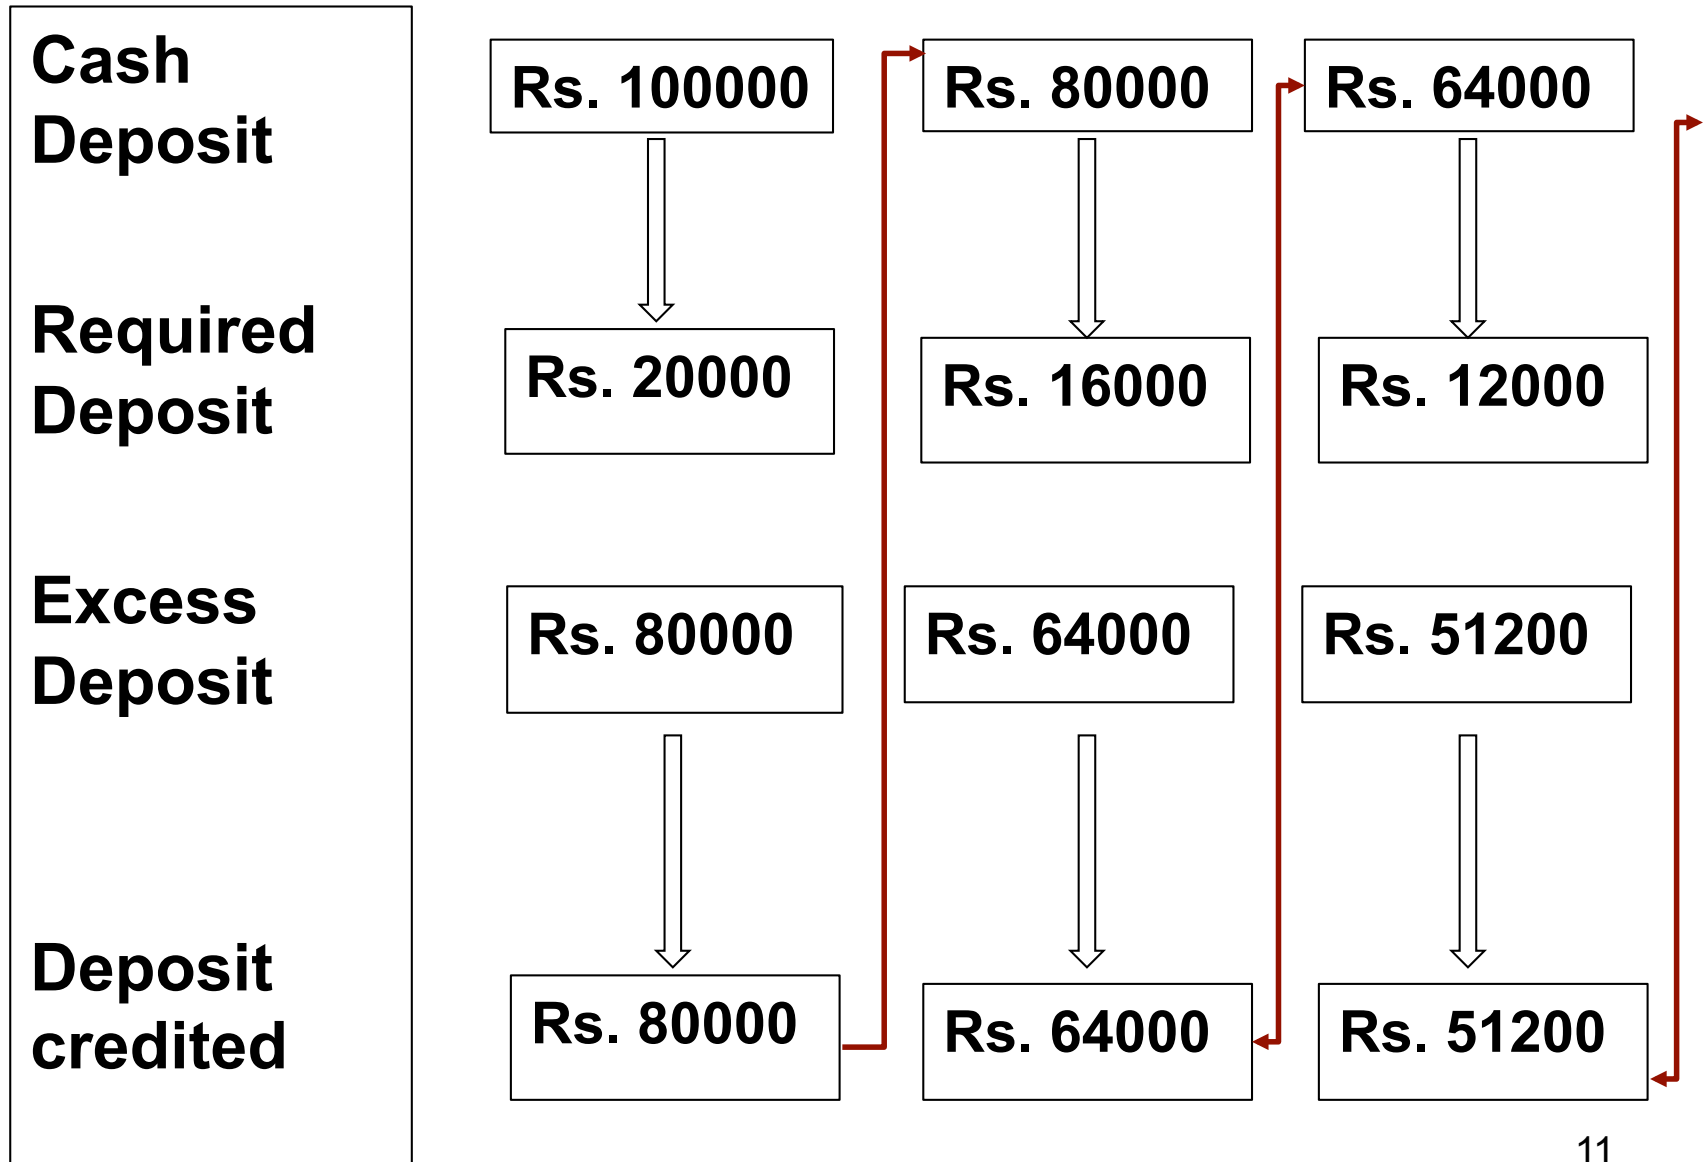 Cash
Deposit
Rs. 100000
Rs. 80000
Rs. 64000
Required
Deposit
Rs. 20000
Rs. 16000
Rs. 12000
Excess
Deposit
Rs. 80000
Rs. 64000
Rs. 51200
Deposit
credited
Rs. 80000
Rs. 64000
Rs. 51200
11